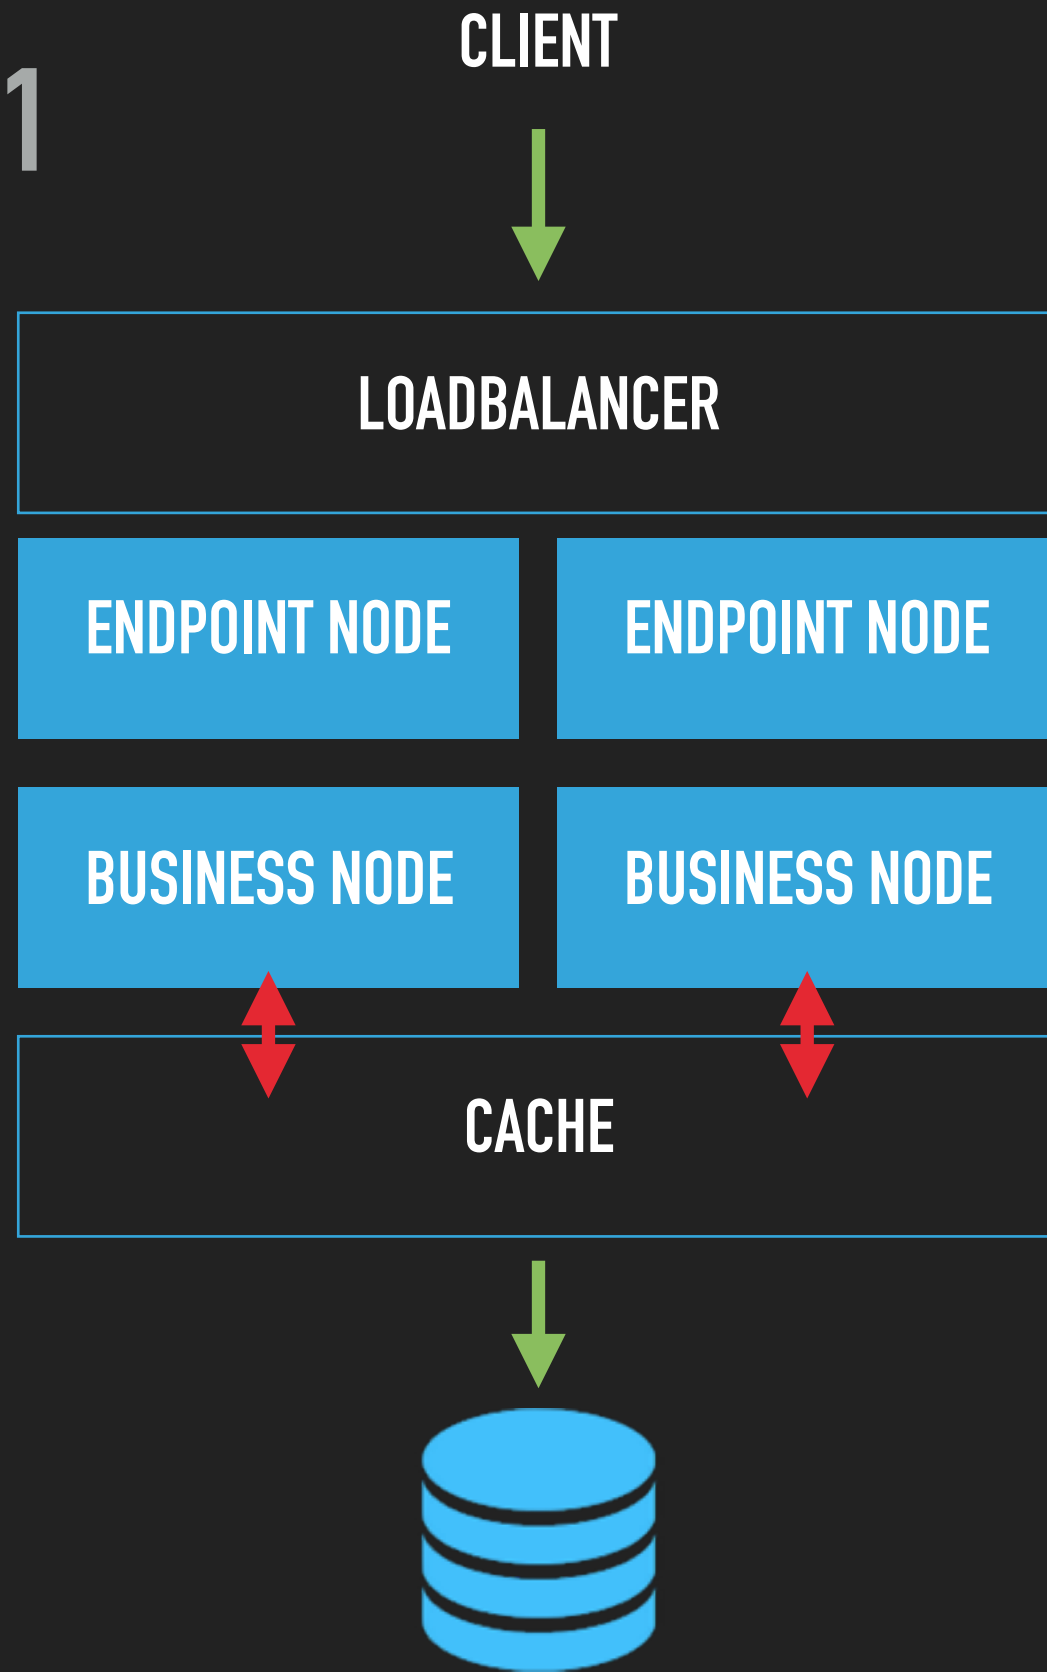 CLIENT
1
LOADBALANCER
ENDPOINT NODE
ENDPOINT NODE
BUSINESS NODE
BUSINESS NODE
CACHE